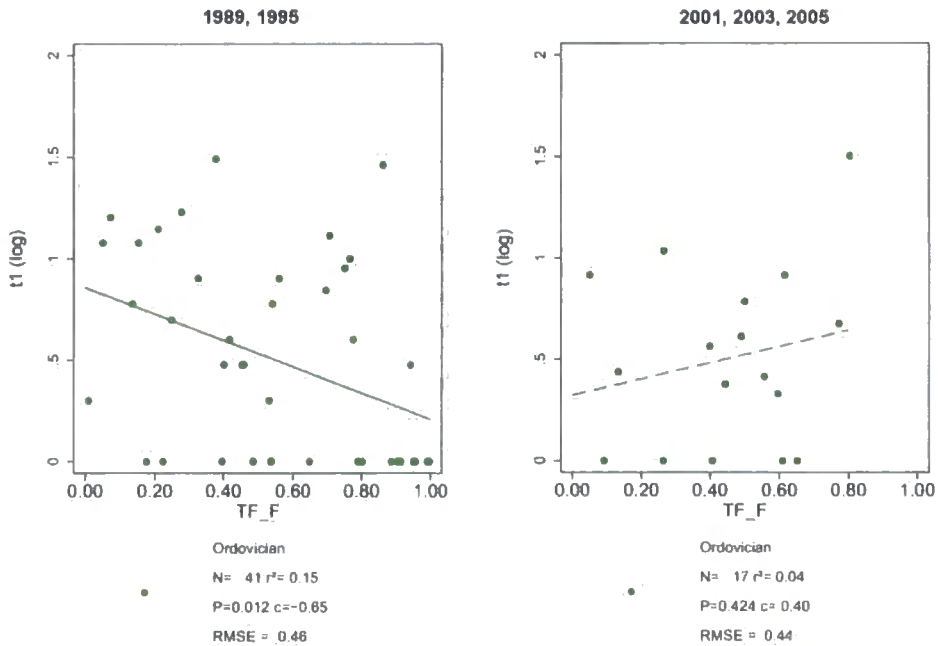 1989, 1995
2
1.5
1
.5
0
t1 (log)
0.00 0.20 0.40 0.60 0.80 1.00
TF_F
Ordovician
N= 41 r²= 0.15
P=0.012 c=-0.65
RMSE = 0.46
2001, 2003, 2005
2
1.5
1
.5
0
t1 (log)
0.00 0.20 0.40 0.60 0.80 1.00
TF_F
Ordovician
N= 17 r²= 0.04
P=0.424 c= 0.40
RMSE = 0.44